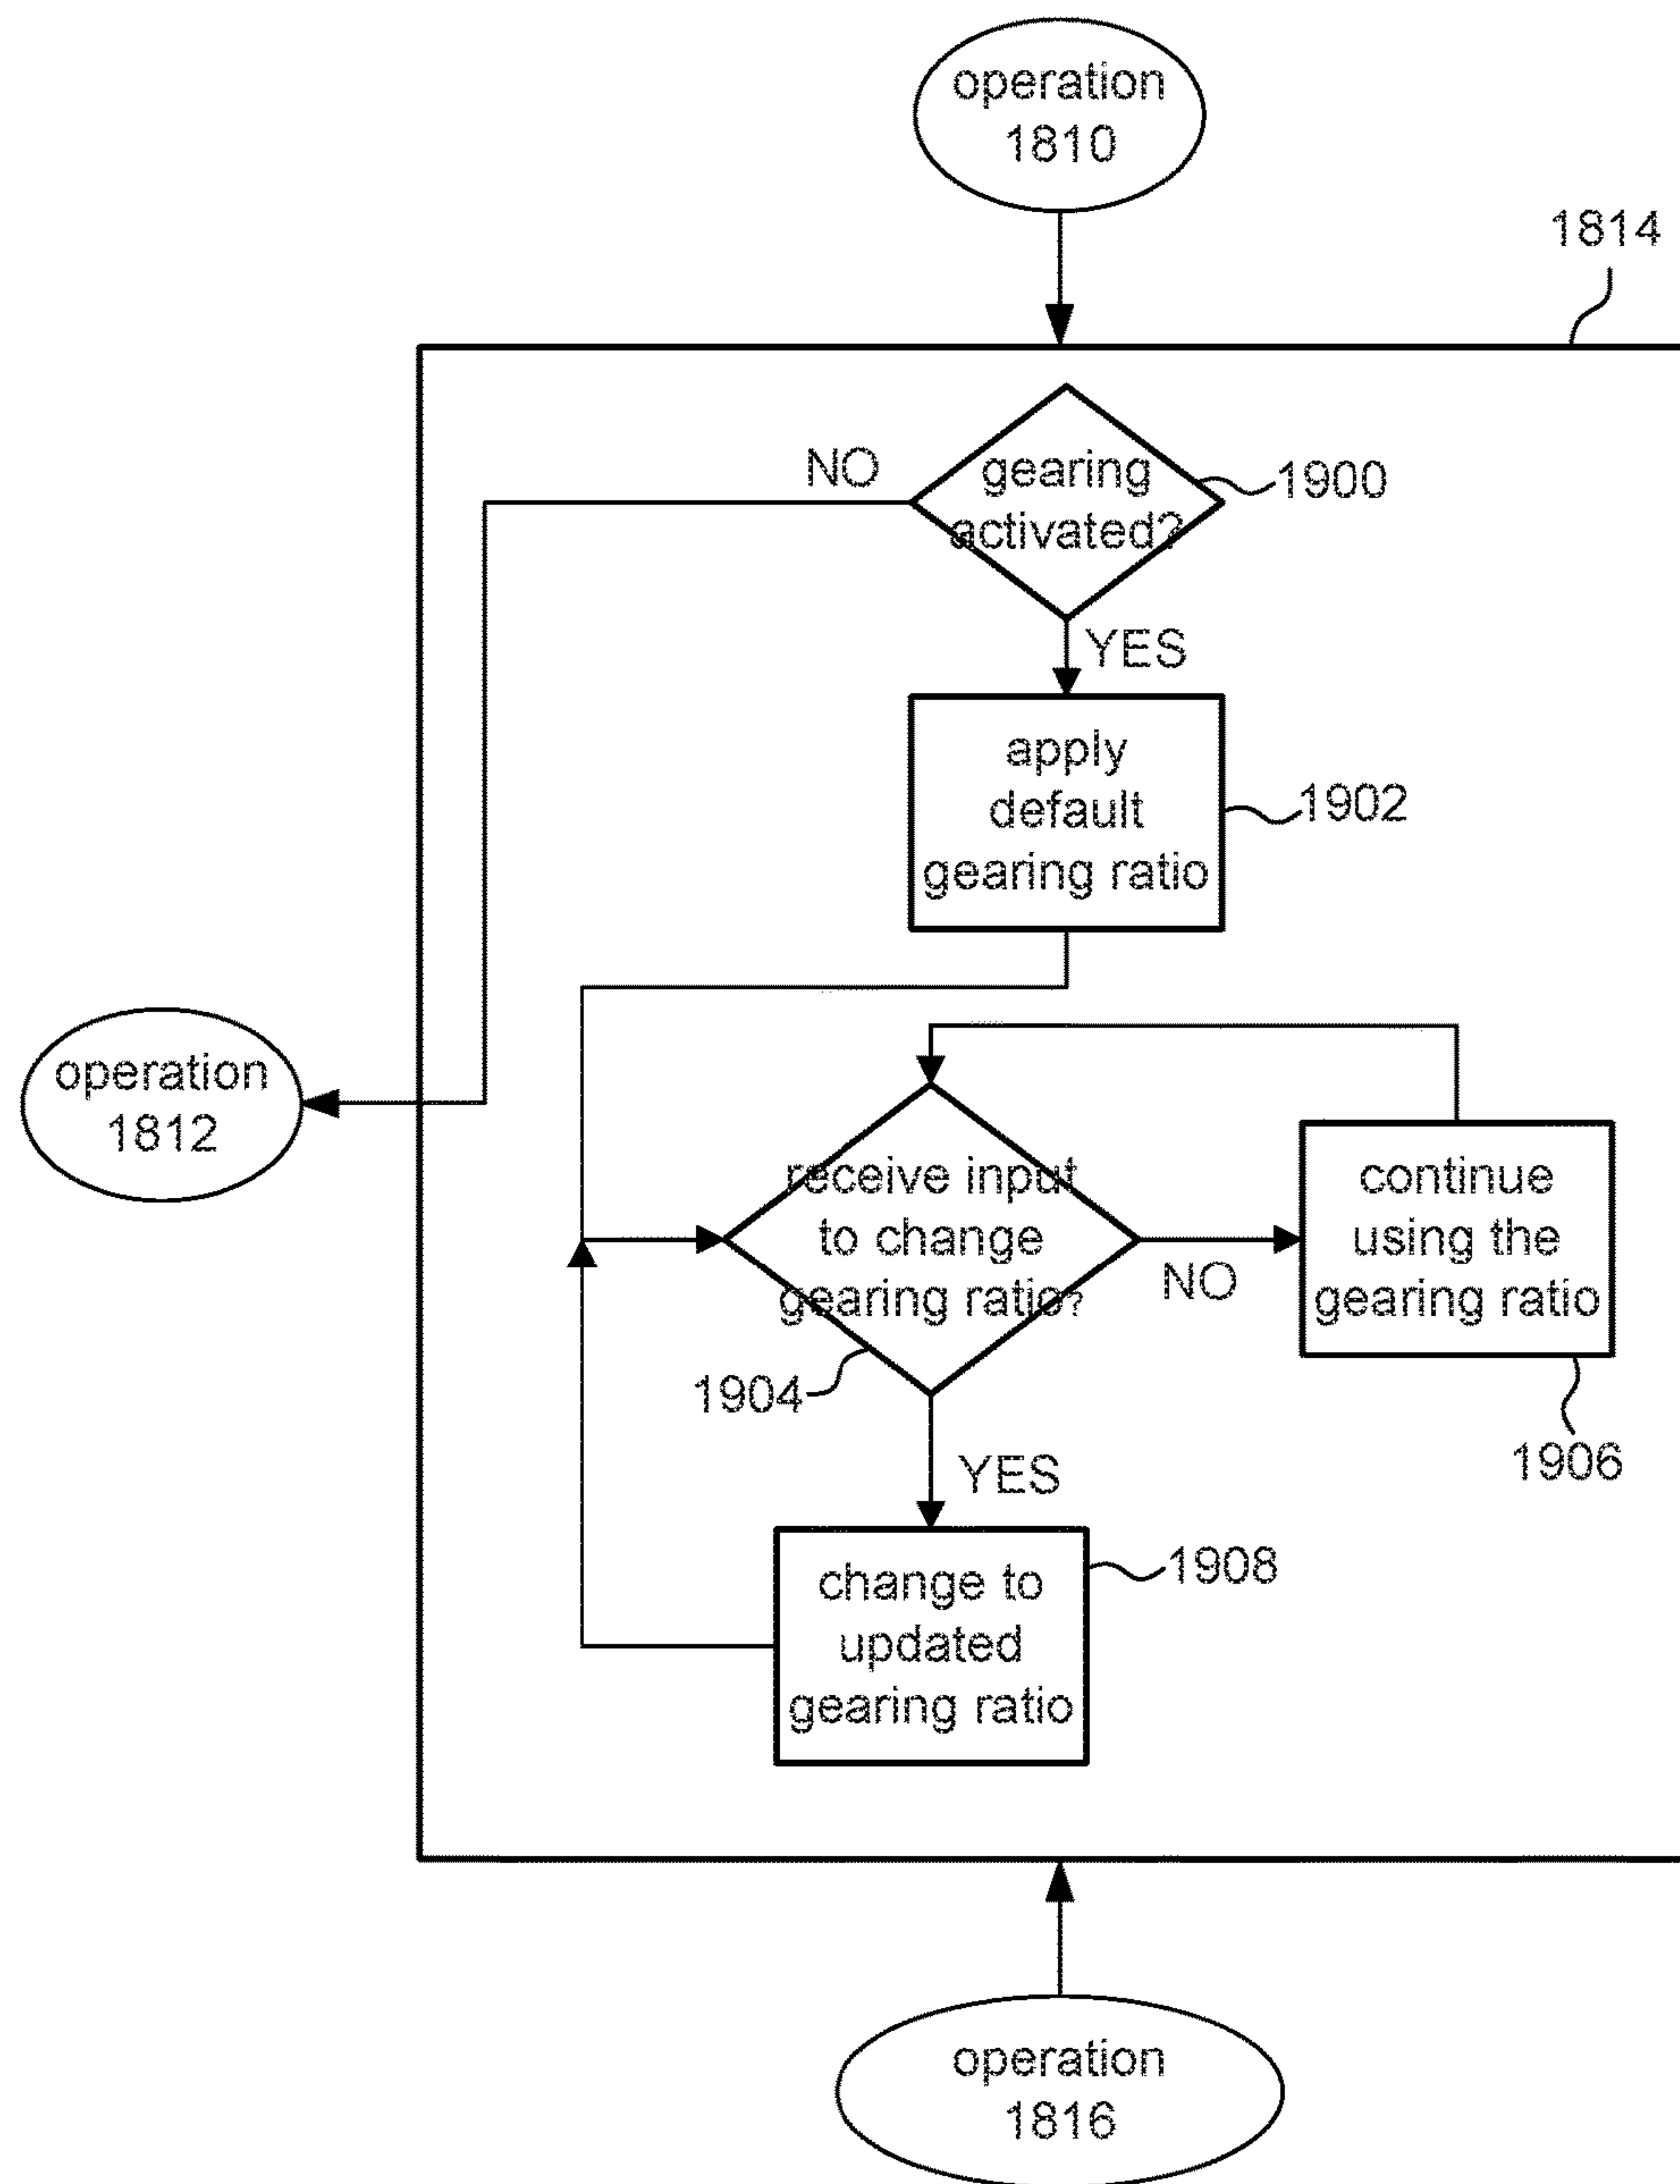 operation
1810
1814
NO
gearing
activated?
1900
YES
apply
default
gearing ratio
1902
operation
1812
receive input
to change
gearing ratio?
NO
continue
using the
gearing ratio
1904
1906
YES
change to
updated
gearing ratio
1908
operation
1816